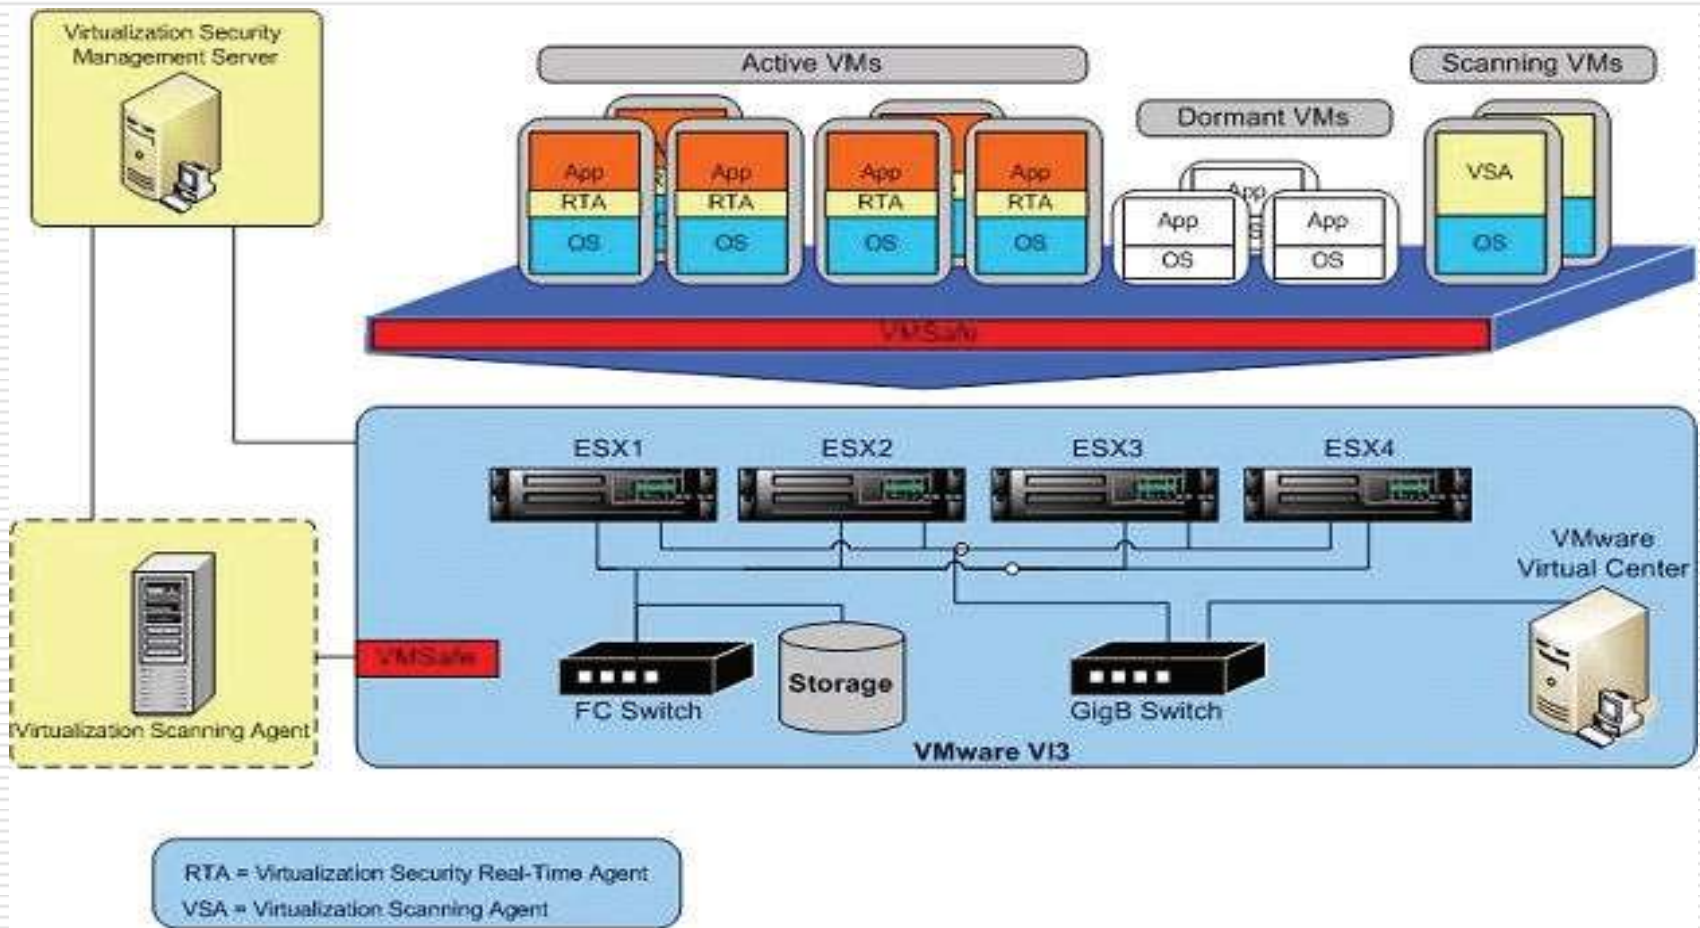 Virtualization Security
Management Server
Active VMs
Scanning VMs
Dormant VMs
App
RTA
OS
App
RTA
OS
App
RTA
OS
App
RTA
OS
App
App
OS
App
OS
VSA
OS
VMSafe
ESX1
ESX2
ESX3
ESX4
VMware
Virtual Center
VMSafe
Storage
FC Switch
GigB Switch
Virtualization Scanning Agent
VMware VI3
RTA = Virtualization Security Real-Time Agent
VSA = Virtualization Scanning Agent